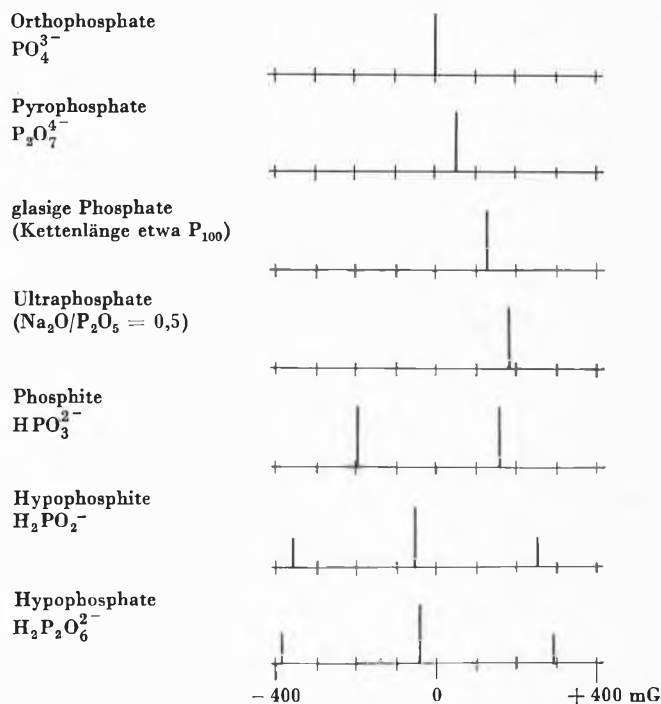 Orthophosphate
PO₄³⁻
Pyrophosphate
P₂O₇⁴⁻
glasige Phosphate
(Kettenlänge etwa P₁₀₀)
Ultraphosphate
(Na₂O/P₂O₅ = 0,5)
Phosphite
HPO₃²⁻
Hypophosphite
H₂PO₂⁻
Hypophosphate
H₂P₂O₆²⁻
− 400 0 + 400 mG